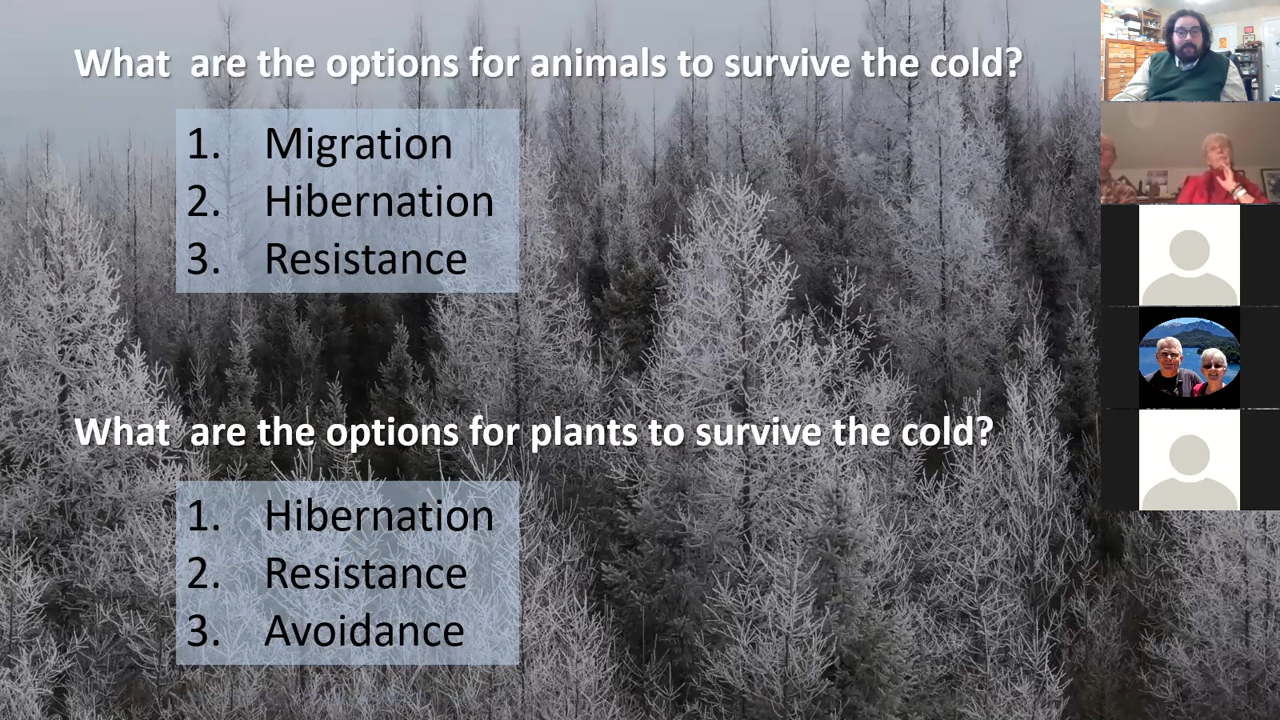 What are the options for animals to survive the cold?
1. Migration
2. Hibernation
3. Resistance
What are the options for plants to survive the cold?
1. Hibernation
2. Resistance
3. Avoidance